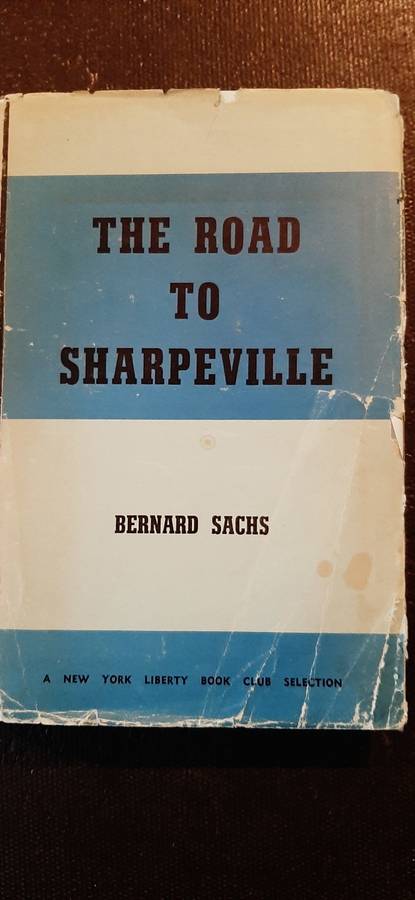 THE ROAD
TO
SHARPEVILLE
BERNARD SACHS
A NEW YORK LIBERTY BOOK CLUB SELECTION